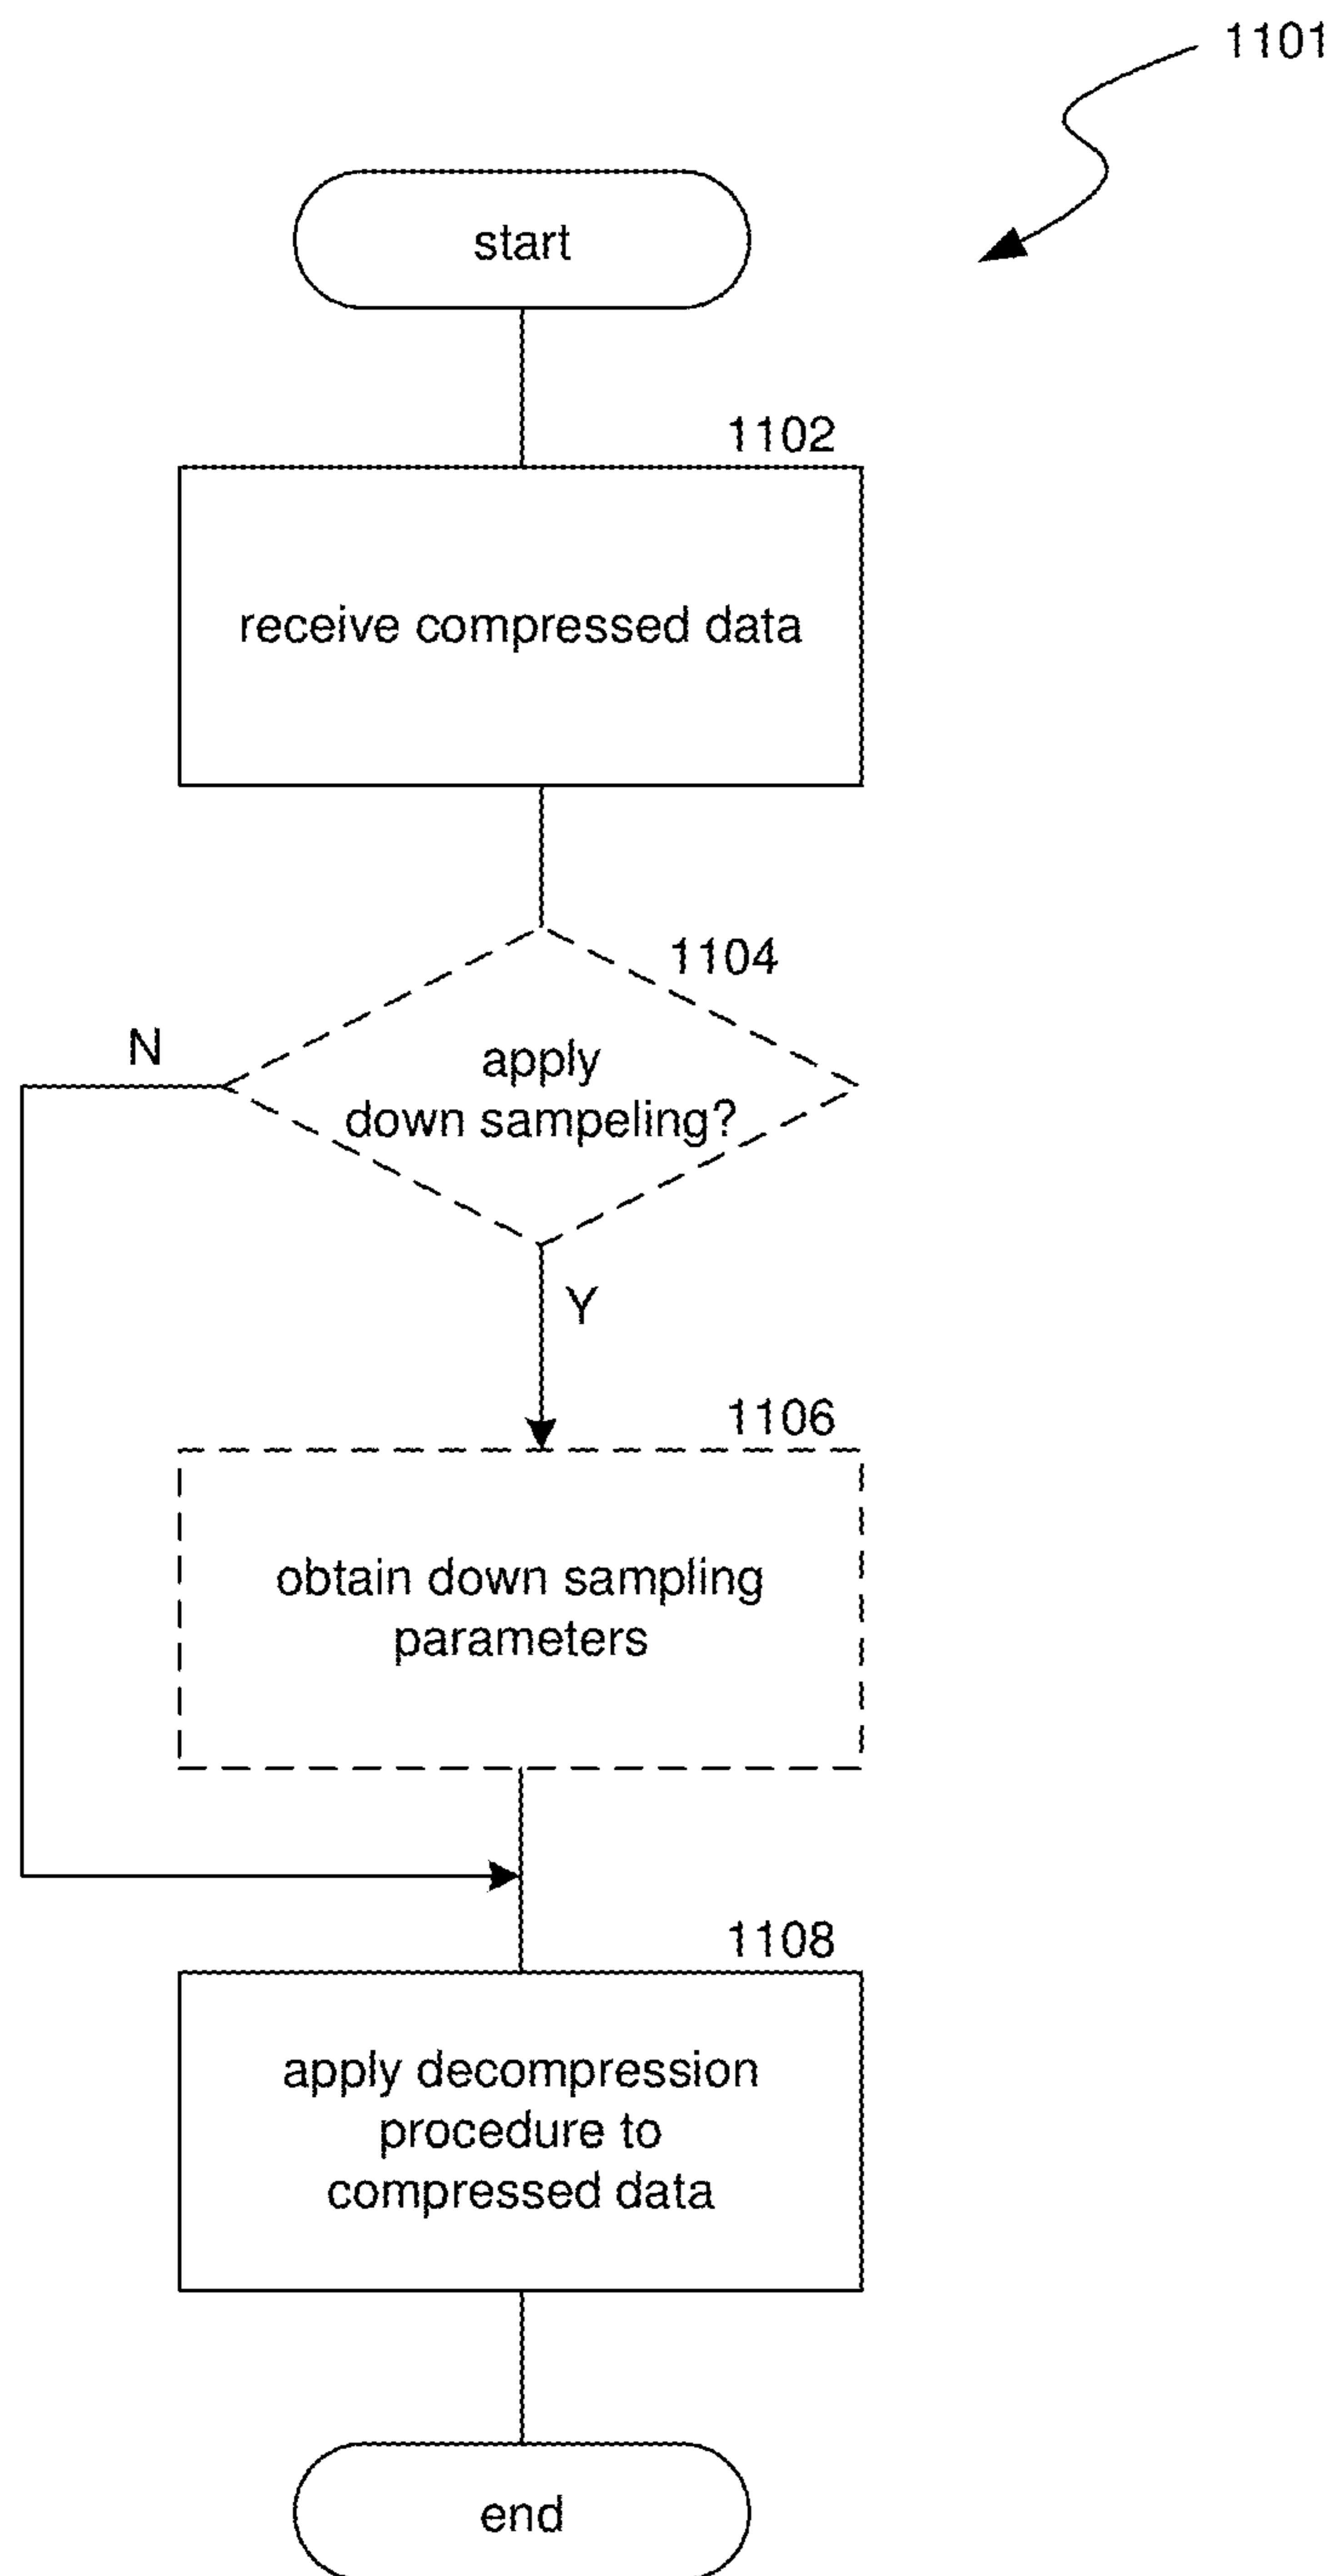 1101
start
1102
receive compressed data
1104
N
apply
down sampeling?
Y
1106
obtain down sampling
parameters
1108
apply decompression
procedure to
compressed data
end